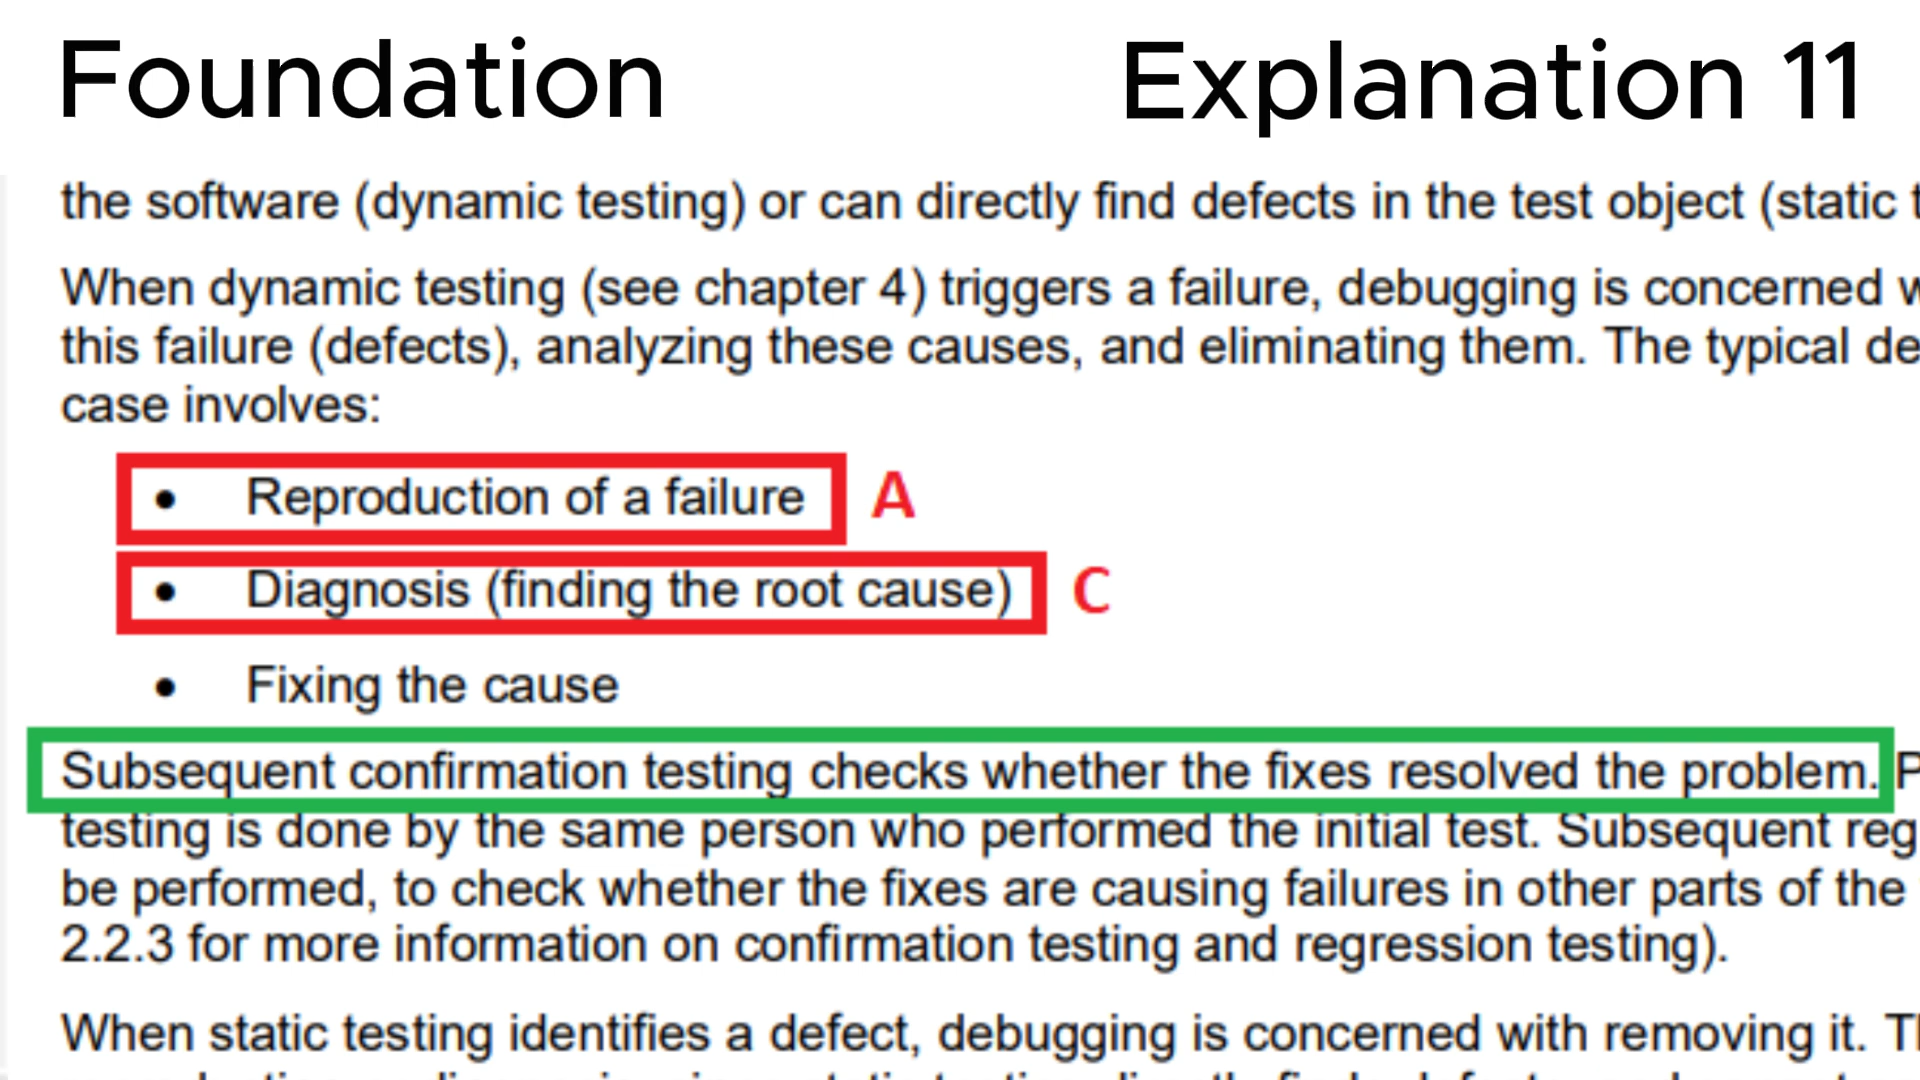 Foundation
Explanation 11
the software (dynamic testing) or can directly find defects in the test object (static
When dynamic testing (see chapter 4) triggers a failure, debugging is concerned
this failure (defects), analyzing these causes, and eliminating them. The typical
case involves:
• Reproduction of a failure A
• Diagnosis (finding the root cause) C
• Fixing the cause
Subsequent confirmation testing checks whether the fixes resolved the problem.
testing is done by the same person who performed the initial test. Subsequent
be performed, to check whether the fixes are causing failures in other parts of the
2.2.3 for more information on confirmation testing and regression testing).
When static testing identifies a defect, debugging is concerned with removing it.